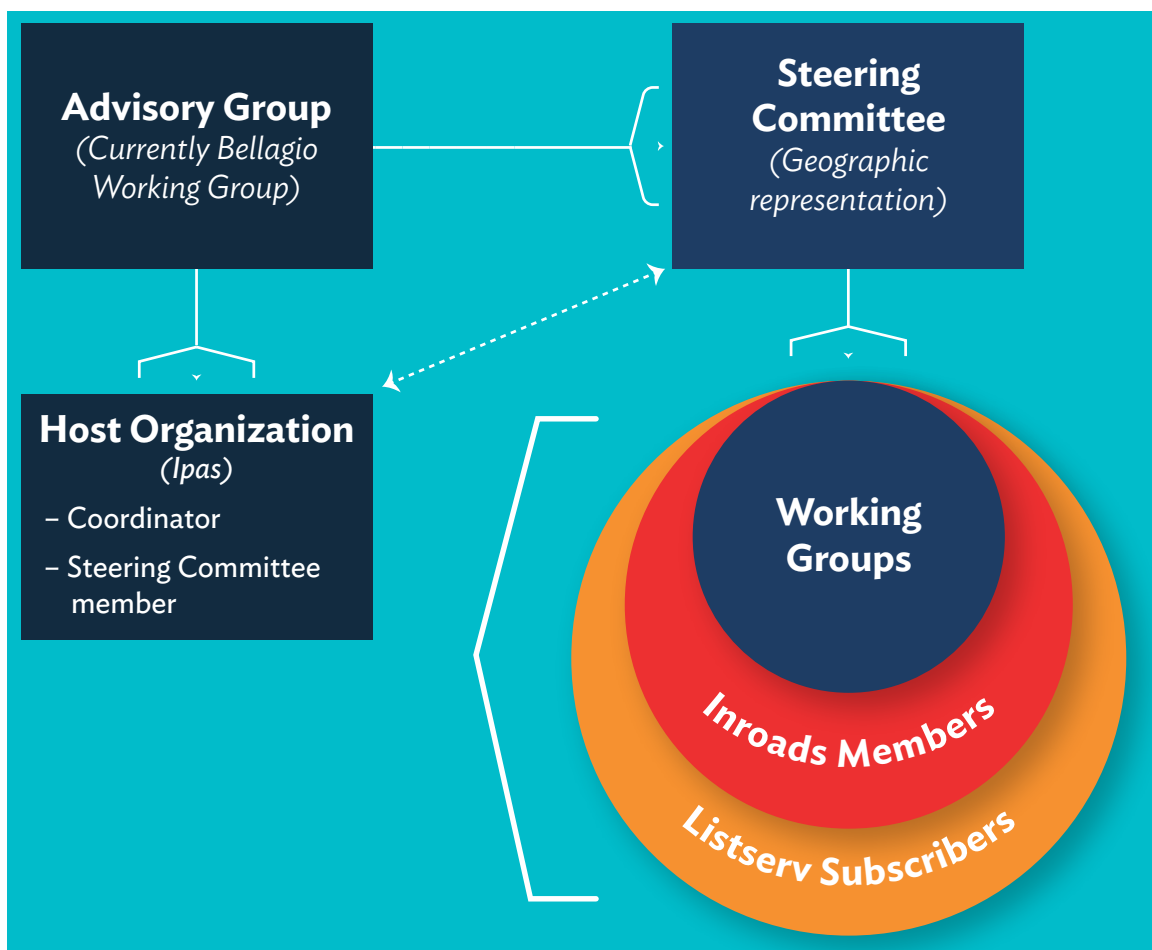 Advisory Group
(Currently Bellagio
Working Group)
Steering
Committee
(Geographic
representation)
Host Organization
(Ipas)
– Coordinator
– Steering Committee
member
Working
Groups
Inroads Members
Listserv Subscribers